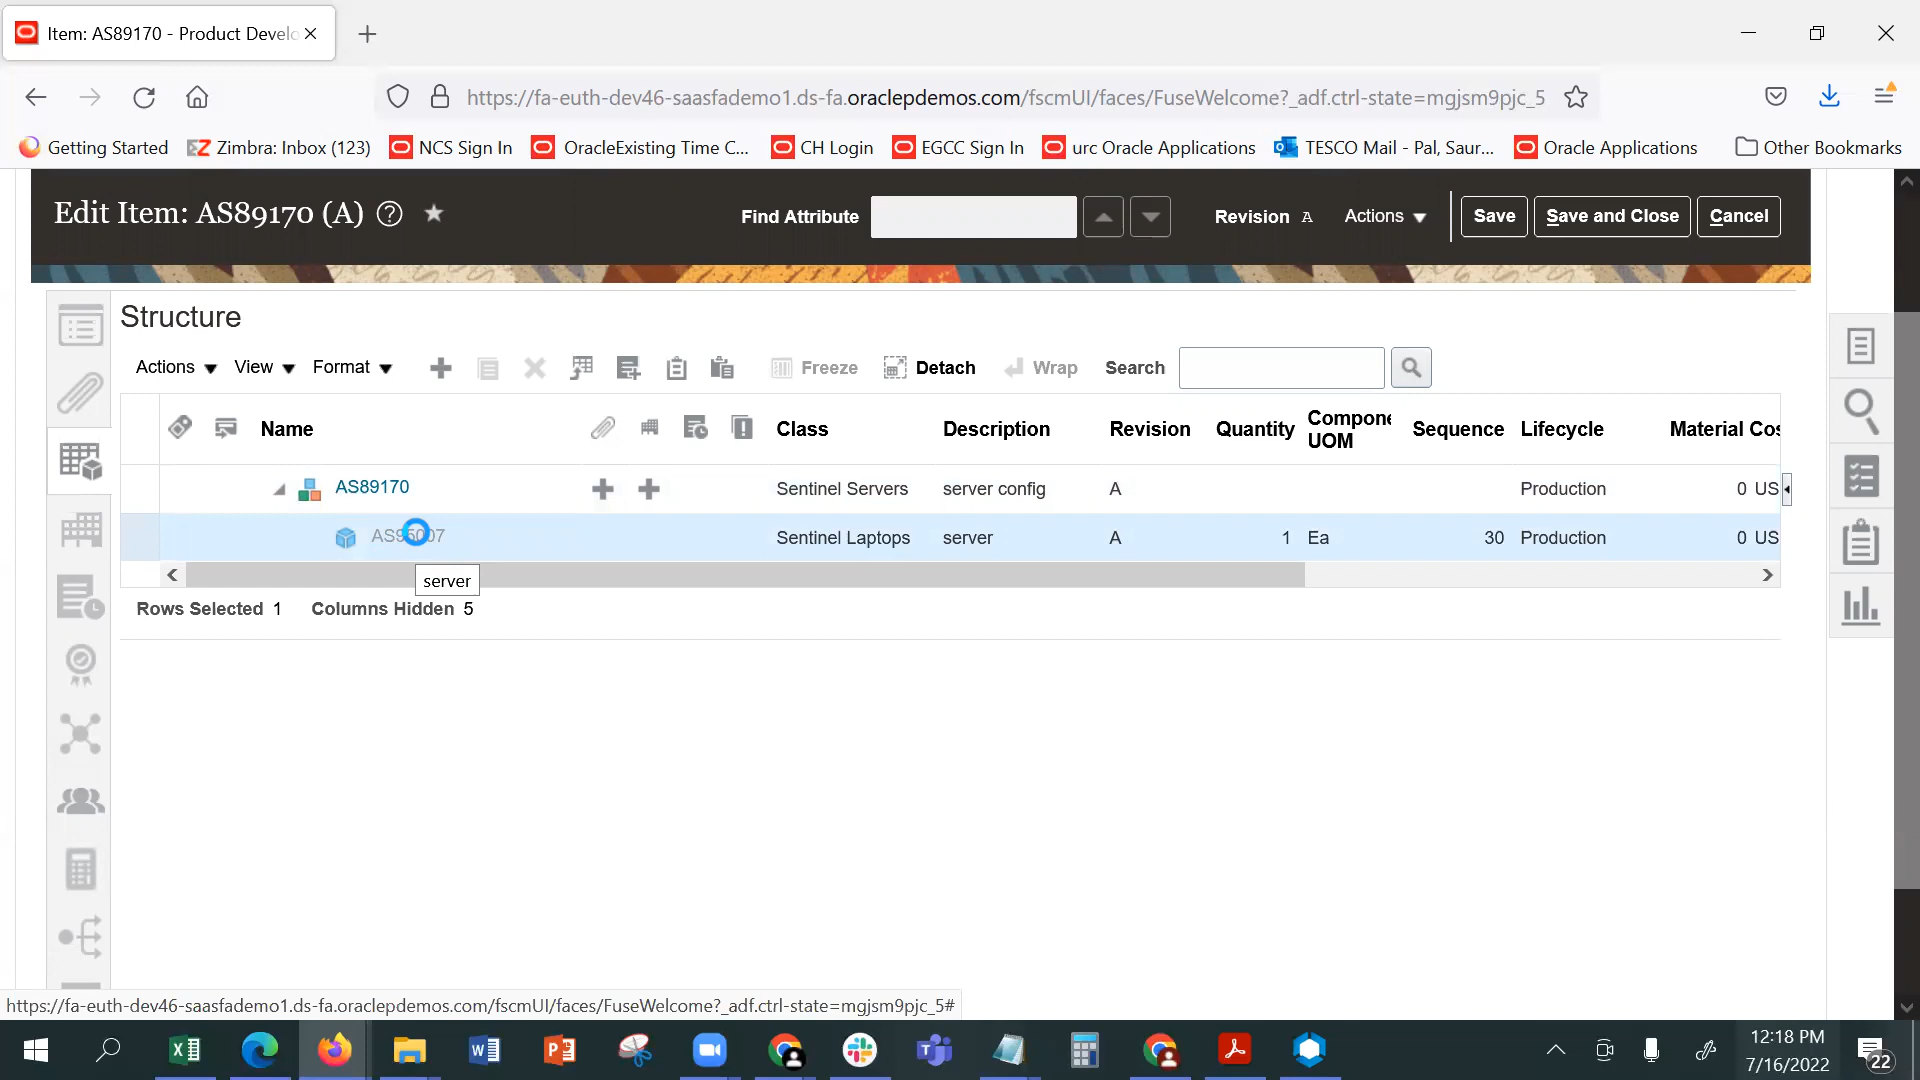 Item: AS89170 - Product Develo
https://fa-euth-dev46-saasfademo1.ds-fa.oraclepdemos.com/fscmUI/faces/FuseWelcome?_adf.ctrl-state=mgjsm9pjc_5
Getting Started Zimbra: Inbox (123) NCS Sign In OracleExisting Time C... CH Login EGCC Sign In urc Oracle Applications TESCO Mail - Pal, Saur... Oracle Applications Other Bookmarks
Edit Item: AS89170 (A) Find Attribute Revision A Actions Save Save and Close Cancel
Structure
Actions View Format Freeze Detach Wrap Search
Name Class Description Revision Quantity Compone UOM Sequence Lifecycle Material Cos
AS89170 Sentinel Servers server config A Production 0 US
AS95007 Sentinel Laptops server A 1 Ea 30 Production 0 US
server
Rows Selected 1 Columns Hidden 5
https://fa-euth-dev46-saasfademo1.ds-fa.oraclepdemos.com/fscmUI/faces/FuseWelcome?_adf.ctrl-state=mgjsm9pjc_5#
12:18 PM
7/16/2022
22